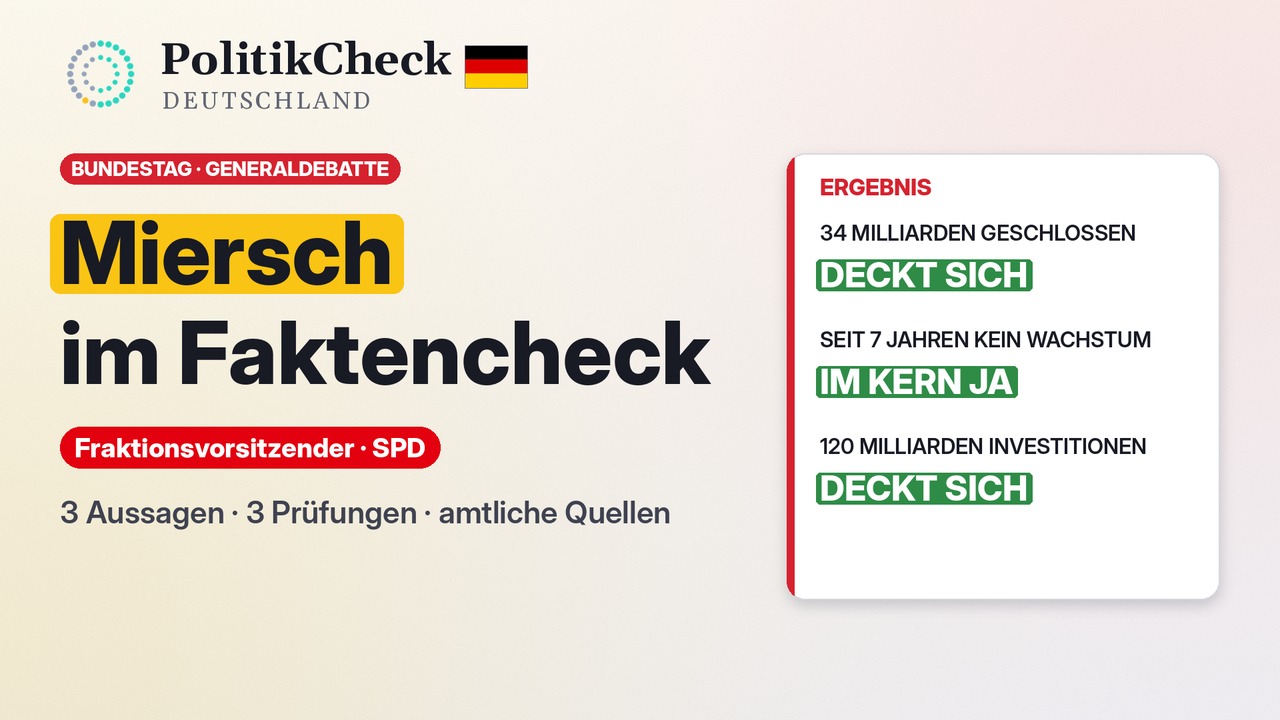 PolitikCheck
DEUTSCHLAND
BUNDESTAG · GENERALDEBATTE
Miersch
im Faktencheck
Fraktionsvorsitzender · SPD
3 Aussagen · 3 Prüfungen · amtliche Quellen
ERGEBNIS
34 MILLIARDEN GESCHLOSSEN
DECKT SICH
SEIT 7 JAHREN KEIN WACHSTUM
IM KERN JA
120 MILLIARDEN INVESTITIONEN
DECKT SICH